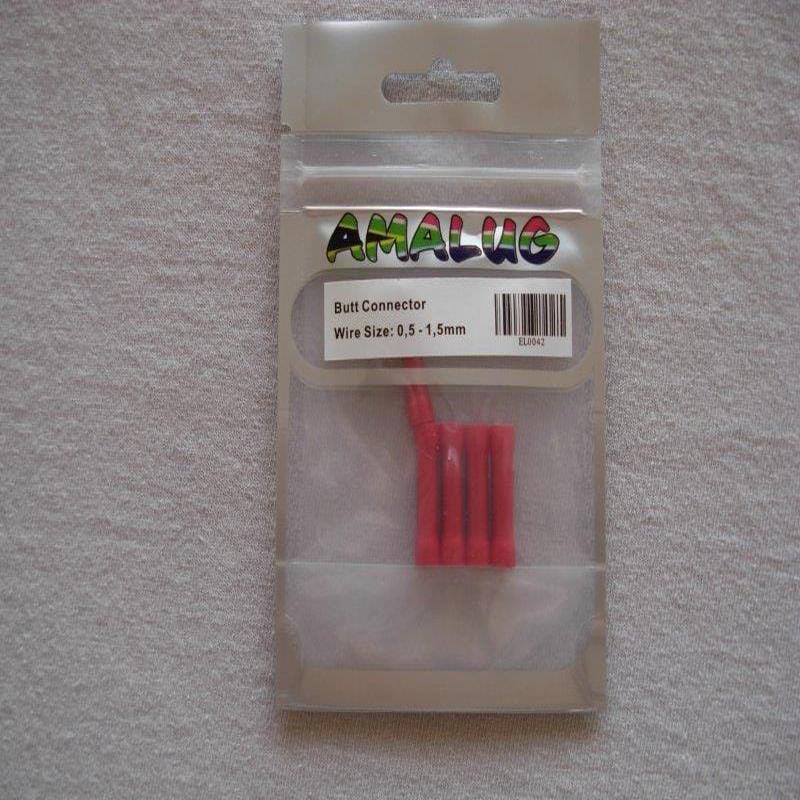 AMALUG
Butt Connector
Wire Size: 0,5 - 1,5mm
EL0042